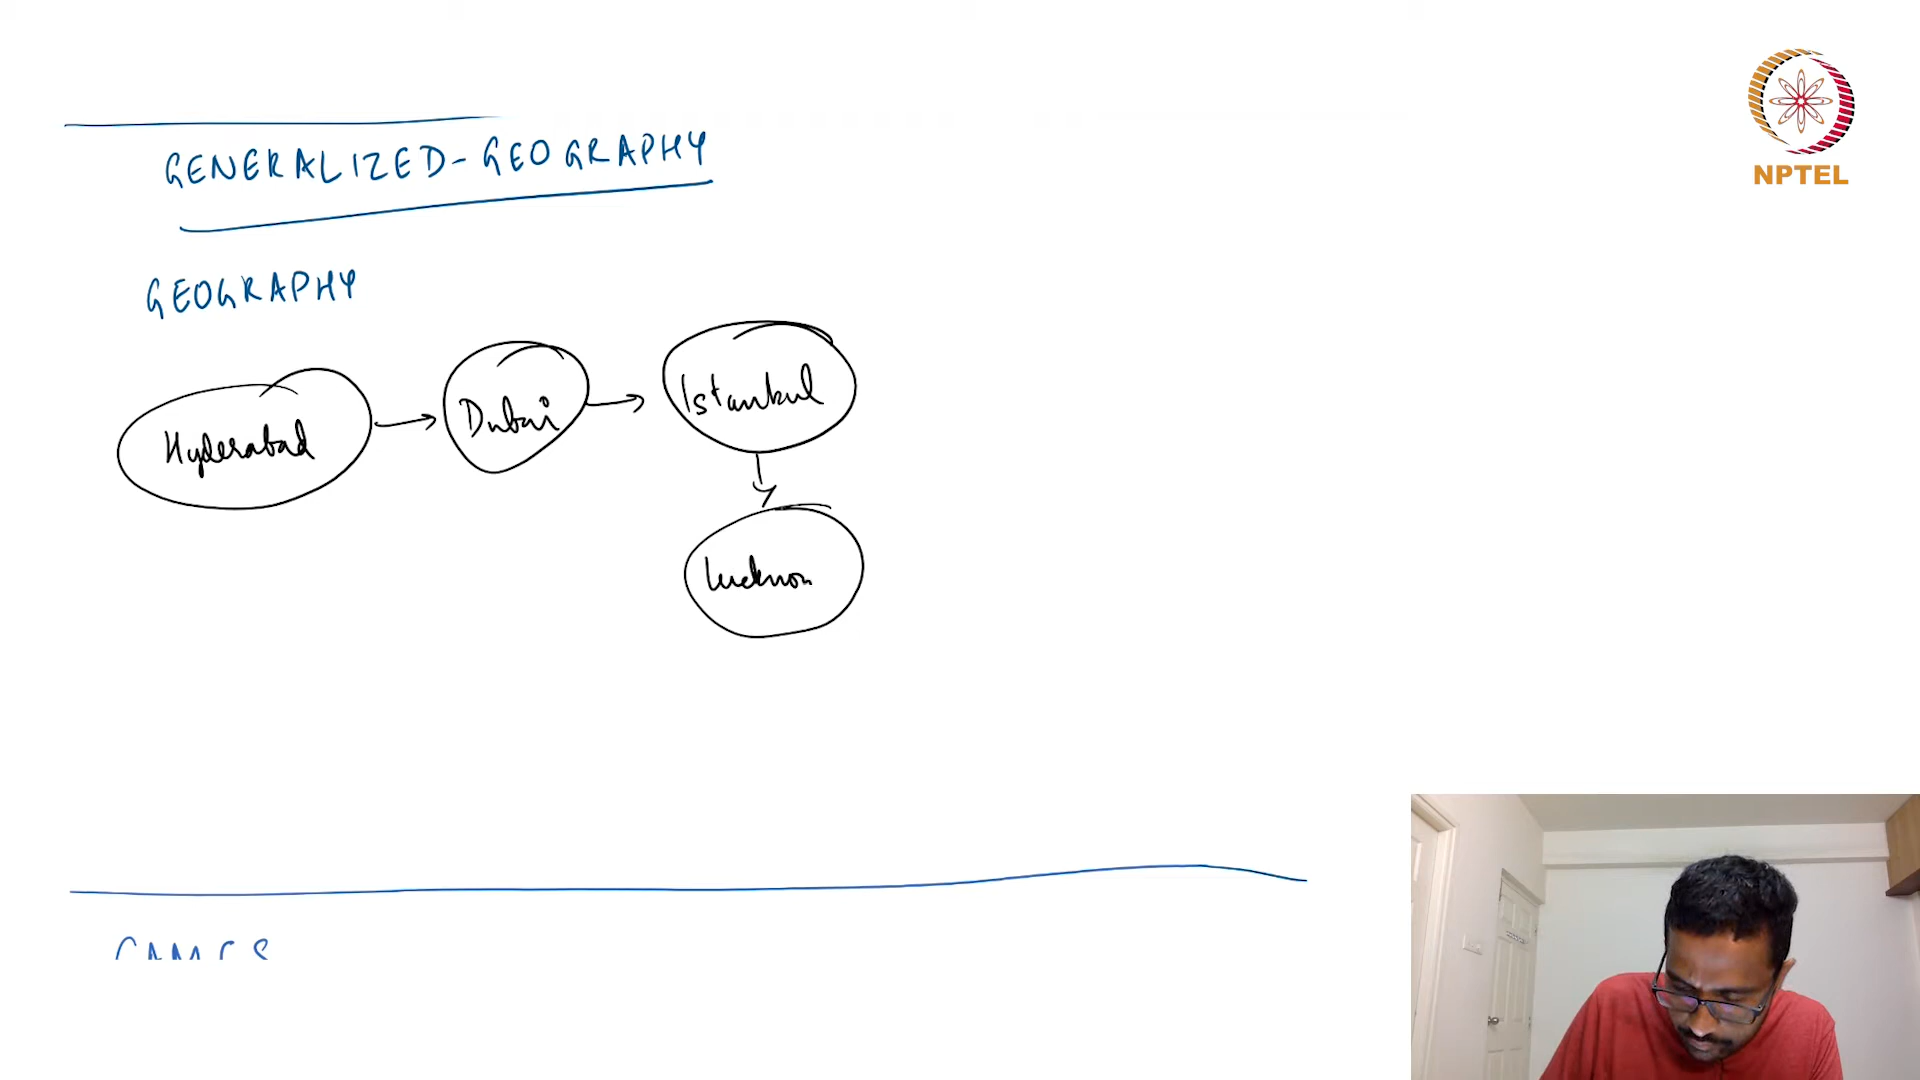 NPTEL
GENERALIZED-GEOGRAPHY
GEOGRAPHY
Hyderabad
Dubai
Istanbul
Lucknow